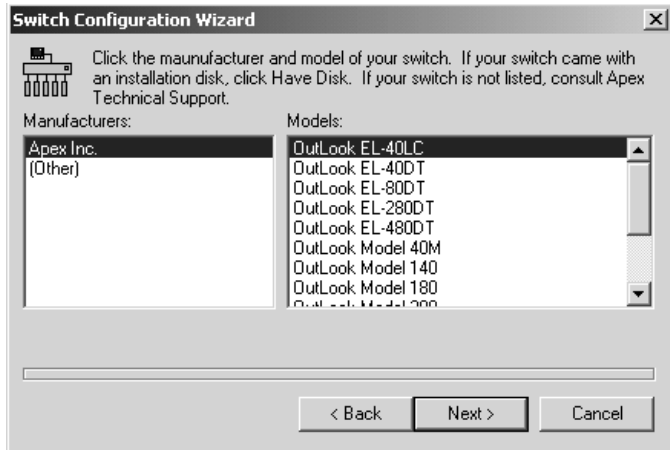 Switch Configuration Wizard
Click the maunufacturer and model of your switch. If your switch came with
an installation disk, click Have Disk. If your switch is not listed, consult Apex
Technical Support.
Manufacturers:
Models:
Apex Inc.
(Other)
OutLook EL-40LC
OutLook EL-40DT
OutLook EL-80DT
OutLook EL-280DT
OutLook EL-480DT
OutLook Model 40M
OutLook Model 140
OutLook Model 180
< Back
Next >
Cancel